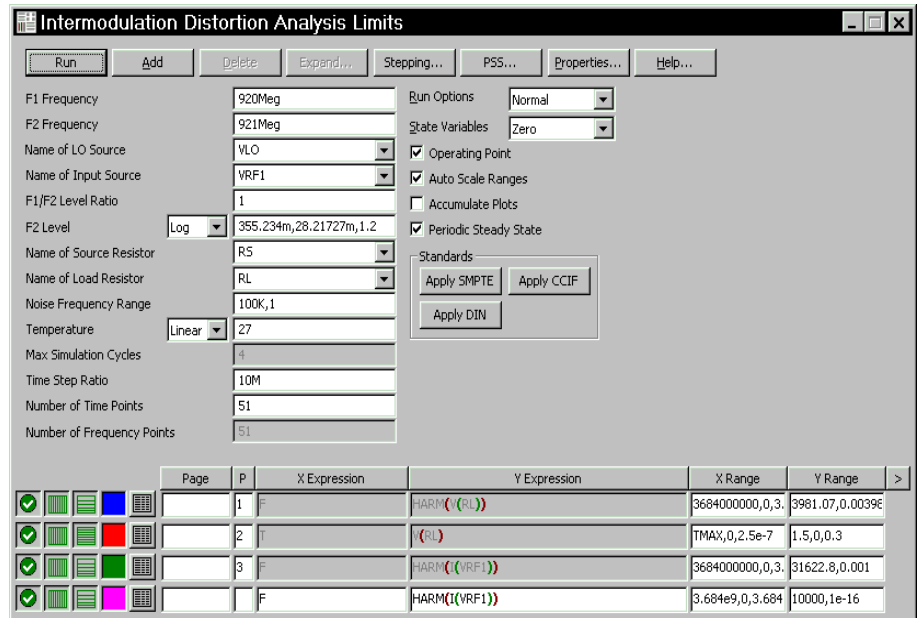 Intermodulation Distortion Analysis Limits
Run Add Delete Expand... Stepping... PSS... Properties... Help...
F1 Frequency 920Meg Run Options Normal
F2 Frequency 921Meg State Variables Zero
Name of LO Source VLO Operating Point
Name of Input Source VRF1 Auto Scale Ranges
F1/F2 Level Ratio 1 Accumulate Plots
F2 Level Log 355.234m,28.21727m,1.2 Periodic Steady State
Name of Source Resistor RS Standards
Name of Load Resistor RL Apply SMPTE Apply CCIF
Noise Frequency Range 100K,1 Apply DIN
Temperature Linear 27
Max Simulation Cycles 4
Time Step Ratio 10M
Number of Time Points 51
Number of Frequency Points 51
Page P X Expression Y Expression X Range Y Range >
1 F HARM(V(RL)) 3684000000,0,3. 3981.07,0.00398
2 T V(RL) TMAX,0,2.5e-7 1.5,0,0.3
3 F HARM(I(VRF1)) 3684000000,0,3. 31622.8,0.001
F HARM(I(VRF1)) 3.684e9,0,3.684 10000,1e-16